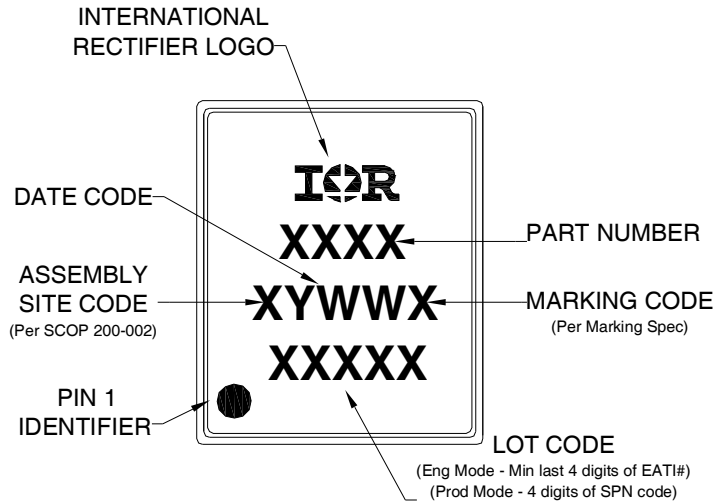 INTERNATIONAL
RECTIFIER LOGO
IOR
DATE CODE
XXXX
PART NUMBER
ASSEMBLY
SITE CODE
(Per SCOP 200-002)
XYWWX
MARKING CODE
(Per Marking Spec)
XXXXX
PIN 1
IDENTIFIER
LOT CODE
(Eng Mode - Min last 4 digits of EATI#)
(Prod Mode - 4 digits of SPN code)